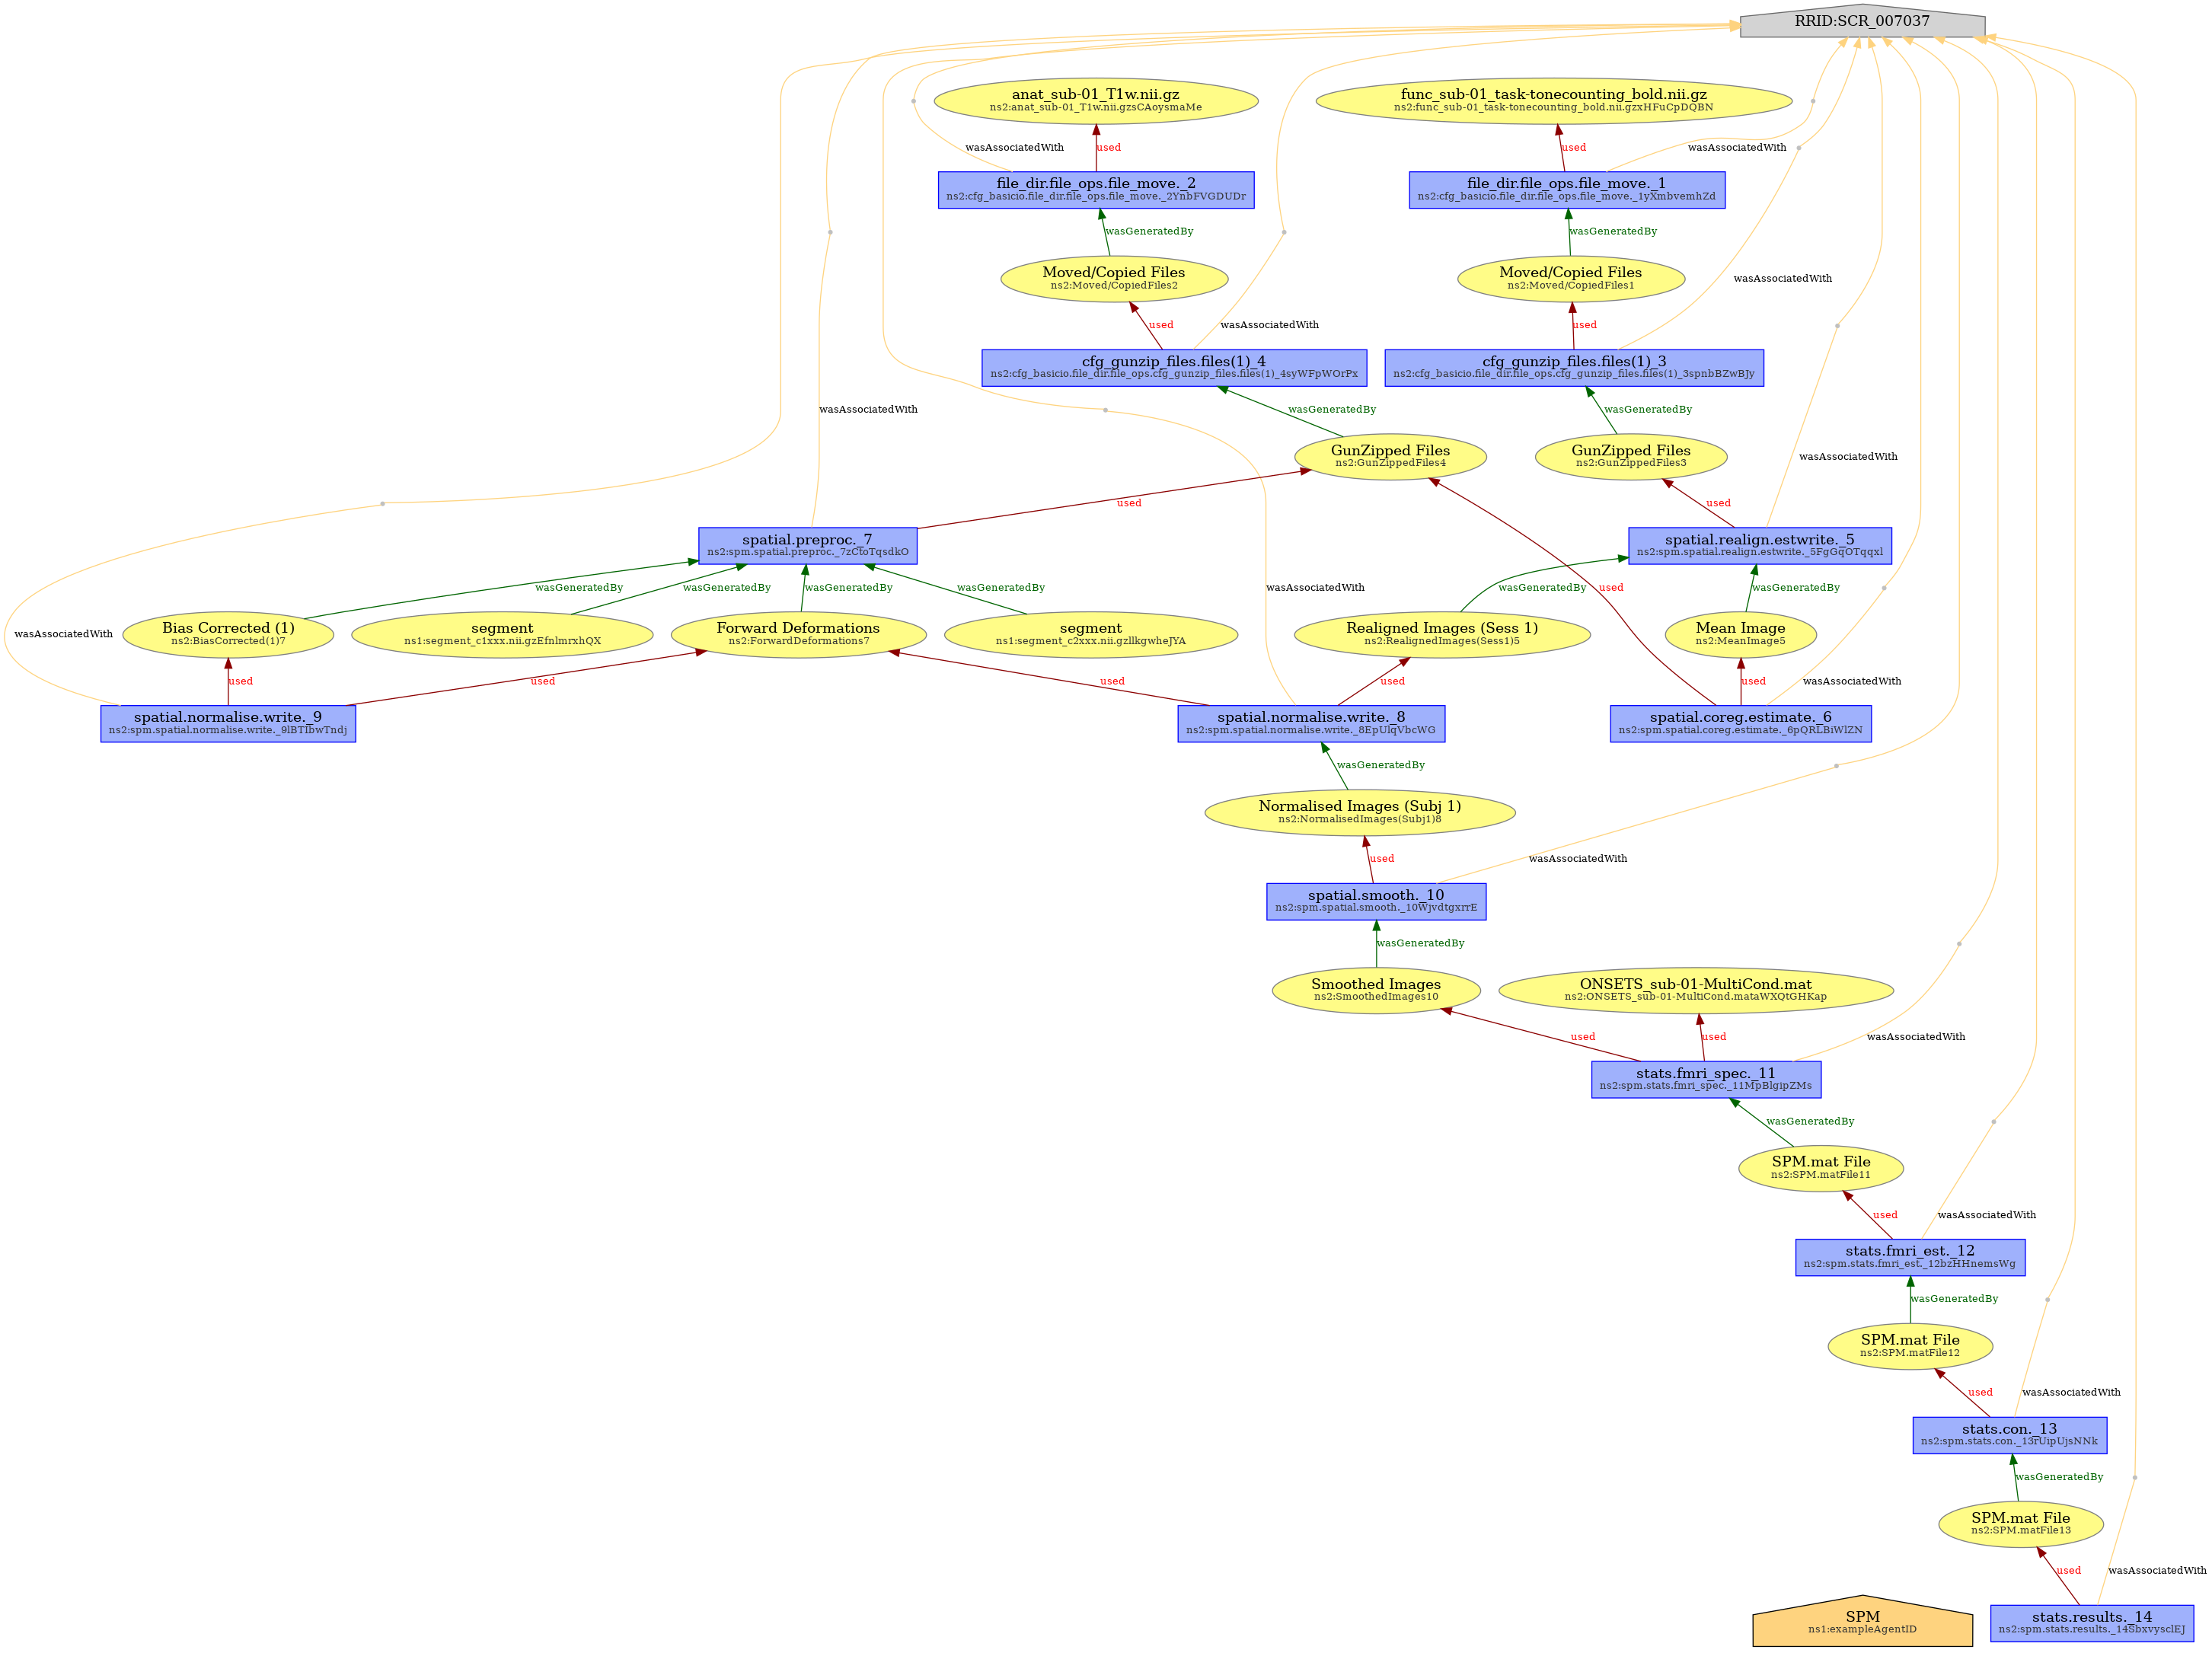 RRID:SCR_007037
anat_sub-01_T1w.nii.gz
ns2:anat_sub-01_T1w.nii.gzsCAoysmaMe
func_sub-01_task-tonecounting_bold.nii.gz
ns2:func_sub-01_task-tonecounting_bold.nii.gzxHFuCpDQBN
wasAssociatedWith
used
used
wasAssociatedWith
file_dir.file_ops.file_move._2
ns2:cfg_basicio.file_dir.file_ops.file_move._2YnbFVGDUDr
file_dir.file_ops.file_move._1
ns2:cfg_basicio.file_dir.file_ops.file_move._1yXmbvemhZd
wasGeneratedBy
wasGeneratedBy
Moved/Copied Files
ns2:Moved/CopiedFiles2
Moved/Copied Files
ns2:Moved/CopiedFiles1
wasAssociatedWith
used
wasAssociatedWith
used
cfg_gunzip_files.files(1)_4
ns2:cfg_basicio.file_dir.file_ops.cfg_gunzip_files.files(1)_4syWFpWOrPx
cfg_gunzip_files.files(1)_3
ns2:cfg_basicio.file_dir.file_ops.cfg_gunzip_files.files(1)_3spnbBZwBJy
wasAssociatedWith
wasGeneratedBy
wasGeneratedBy
GunZipped Files
ns2:GunZippedFiles4
GunZipped Files
ns2:GunZippedFiles3
wasAssociatedWith
used
used
spatial.preproc._7
ns2:spm.spatial.preproc._7zCtoTqsdkO
spatial.realign.estwrite._5
ns2:spm.spatial.realign.estwrite._5FgGqOTqqxl
wasGeneratedBy
wasGeneratedBy
wasGeneratedBy
wasGeneratedBy
wasAssociatedWith
wasGeneratedBy
used
wasGeneratedBy
wasAssociatedWith
Bias Corrected (1)
ns2:BiasCorrected(1)7
segment
ns1:segment_c1xxx.nii.gzEfnlmrxhQX
Forward Deformations
ns2:ForwardDeformations7
segment
ns1:segment_c2xxx.nii.gzllkgwheJYA
Realigned Images (Sess 1)
ns2:RealignedImages(Sess1)5
Mean Image
ns2:MeanImage5
used
used
used
used
used
wasAssociatedWith
spatial.normalise.write._9
ns2:spm.spatial.normalise.write._9lBTIbwTndj
spatial.normalise.write._8
ns2:spm.spatial.normalise.write._8EpUlqVbcWG
spatial.coreg.estimate._6
ns2:spm.spatial.coreg.estimate._6pQRLBiWlZN
wasGeneratedBy
Normalised Images (Subj 1)
ns2:NormalisedImages(Subj1)8
used
wasAssociatedWith
spatial.smooth._10
ns2:spm.spatial.smooth._10WjvdtgxrrE
wasGeneratedBy
Smoothed Images
ns2:SmoothedImages10
ONSETS_sub-01-MultiCond.mat
ns2:ONSETS_sub-01-MultiCond.mataWXQtGHKap
used
used
wasAssociatedWith
stats.fmri_spec._11
ns2:spm.stats.fmri_spec._11MpBlgipZMs
wasGeneratedBy
SPM.mat File
ns2:SPM.matFile11
used
wasAssociatedWith
stats.fmri_est._12
ns2:spm.stats.fmri_est._12bzHHnemsWg
wasGeneratedBy
SPM.mat File
ns2:SPM.matFile12
used
wasAssociatedWith
stats.con._13
ns2:spm.stats.con._13rUipUjsNNk
wasGeneratedBy
SPM.mat File
ns2:SPM.matFile13
used
wasAssociatedWith
SPM
ns1:exampleAgentID
stats.results._14
ns2:spm.stats.results._14SbxvysclEJ